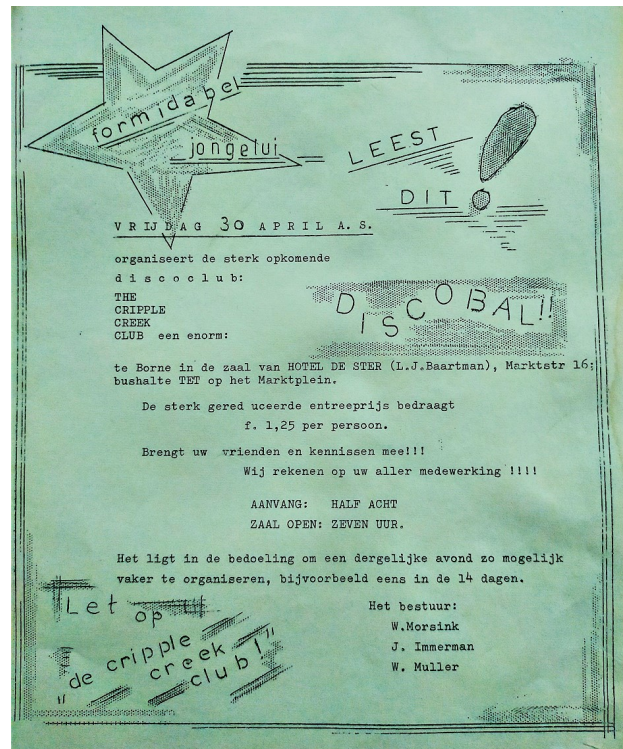 formidabel
jongelui
LEEST
DIT !
VRIJDAG 30 APRIL A.S.
organiseert de sterk opkomende
discoclub:
THE
CRIPPLE
CREEK
CLUB een enorm:
DISCOBAL!!
te Borne in de zaal van HOTEL DE STER (L.J.Baartman), Marktstr 16;
bushalte TET op het Marktplein.
De sterk gered uceerde entreeprijs bedraagt
f. 1,25 per persoon.
Brengt uw vrienden en kennissen mee!!!
Wij rekenen op uw aller medewerking !!!!
AANVANG: HALF ACHT
ZAAL OPEN: ZEVEN UUR.
Het ligt in de bedoeling om een dergelijke avond zo mogelijk
vaker te organiseren, bijvoorbeeld eens in de 14 dagen.
Het bestuur:
W.Morsink
J. Immerman
W. Muller
Let op
"de cripple
creek
club!"